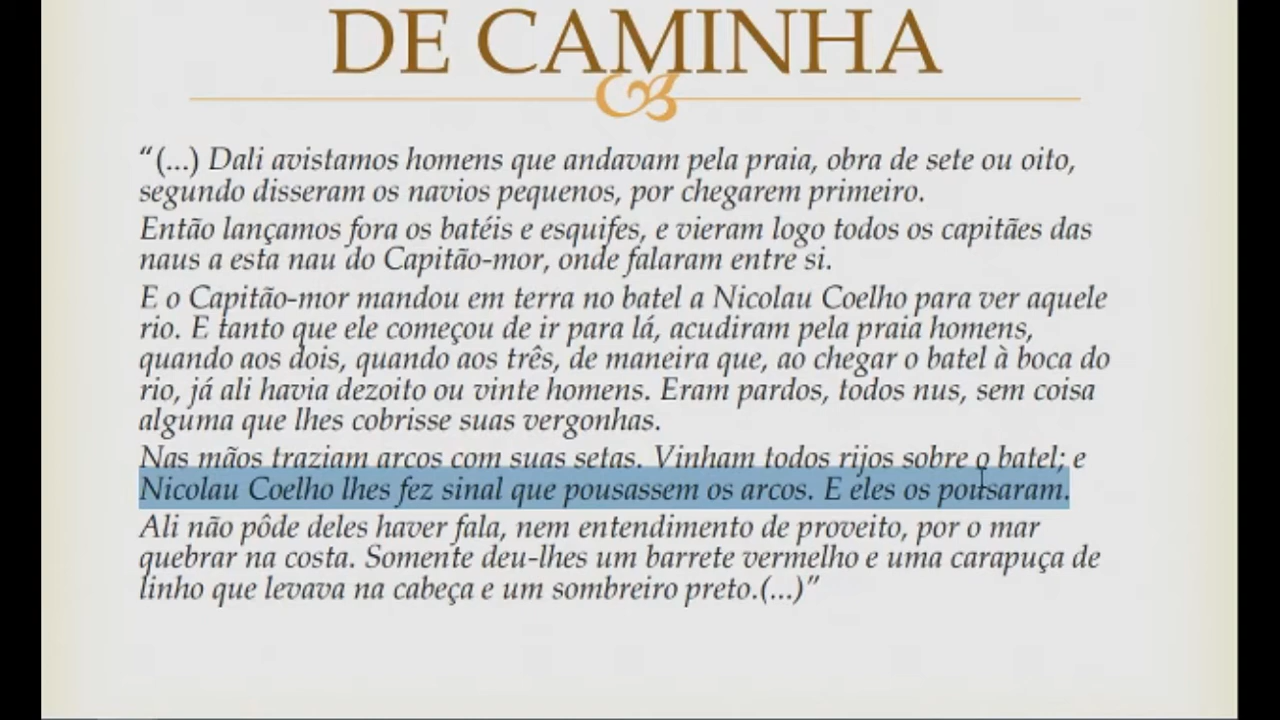 DE CAMINHA
“(...) Dali avistamos homens que andavam pela praia, obra de sete ou oito,
segundo disseram os navios pequenos, por chegarem primeiro.
Então lançamos fora os batéis e esquifes, e vieram logo todos os capitães das
naus a esta nau do Capitão-mor, onde falaram entre si.
E o Capitão-mor mandou em terra no batel a Nicolau Coelho para ver aquele
rio. E tanto que ele começou de ir para lá, acudiram pela praia homens,
quando aos dois, quando aos três, de maneira que, ao chegar o batel à boca do
rio, já ali havia dezoito ou vinte homens. Eram pardos, todos nus, sem coisa
alguma que lhes cobrisse suas vergonhas.
Nas mãos traziam arcos com suas setas. Vinham todos rijos sobre o batel; e
Nicolau Coelho lhes fez sinal que pousassem os arcos. E eles os pousaram.
Ali não pôde deles haver fala, nem entendimento de proveito, por o mar
quebrar na costa. Somente deu-lhes um barrete vermelho e uma carapuça de
linho que levava na cabeça e um sombreiro preto.(...)”